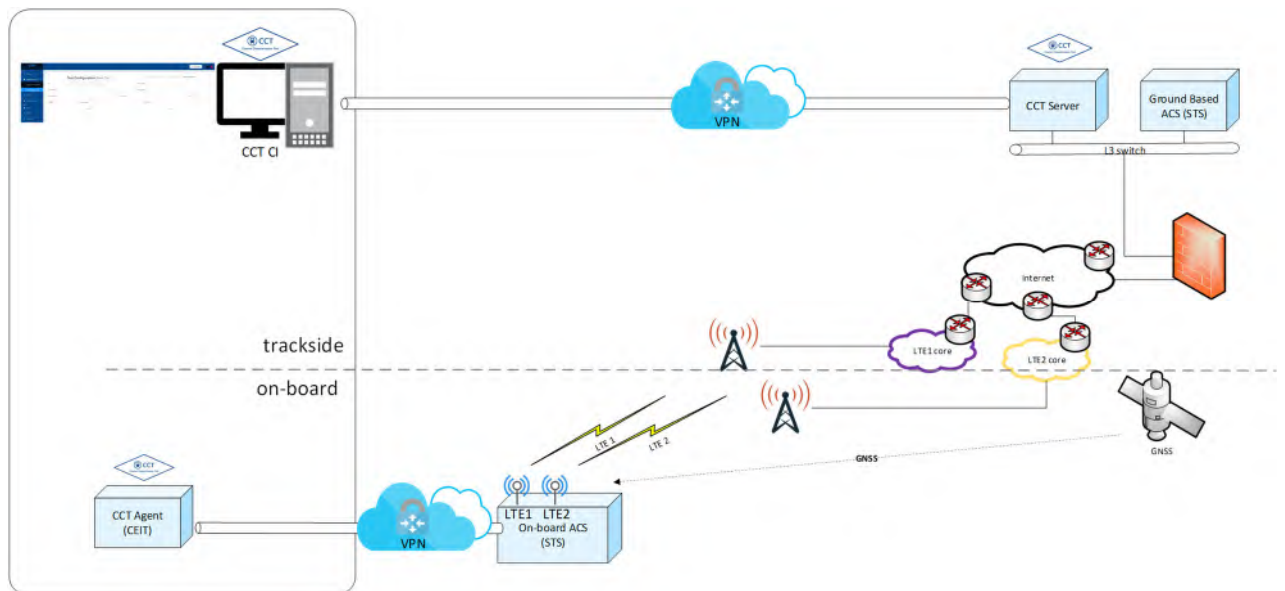 CCT
CCT
CCT CI
VPN
CCT Server
Ground Based
ACS (STS)
L3 switch
Internet
LTE1 core
LTE2 core
trackside
on-board
LTE 1
LTE 2
GNSS
GNSS
CCT
CCT Agent
(CEIT)
VPN
LTE1
LTE2
On-board ACS
(STS)